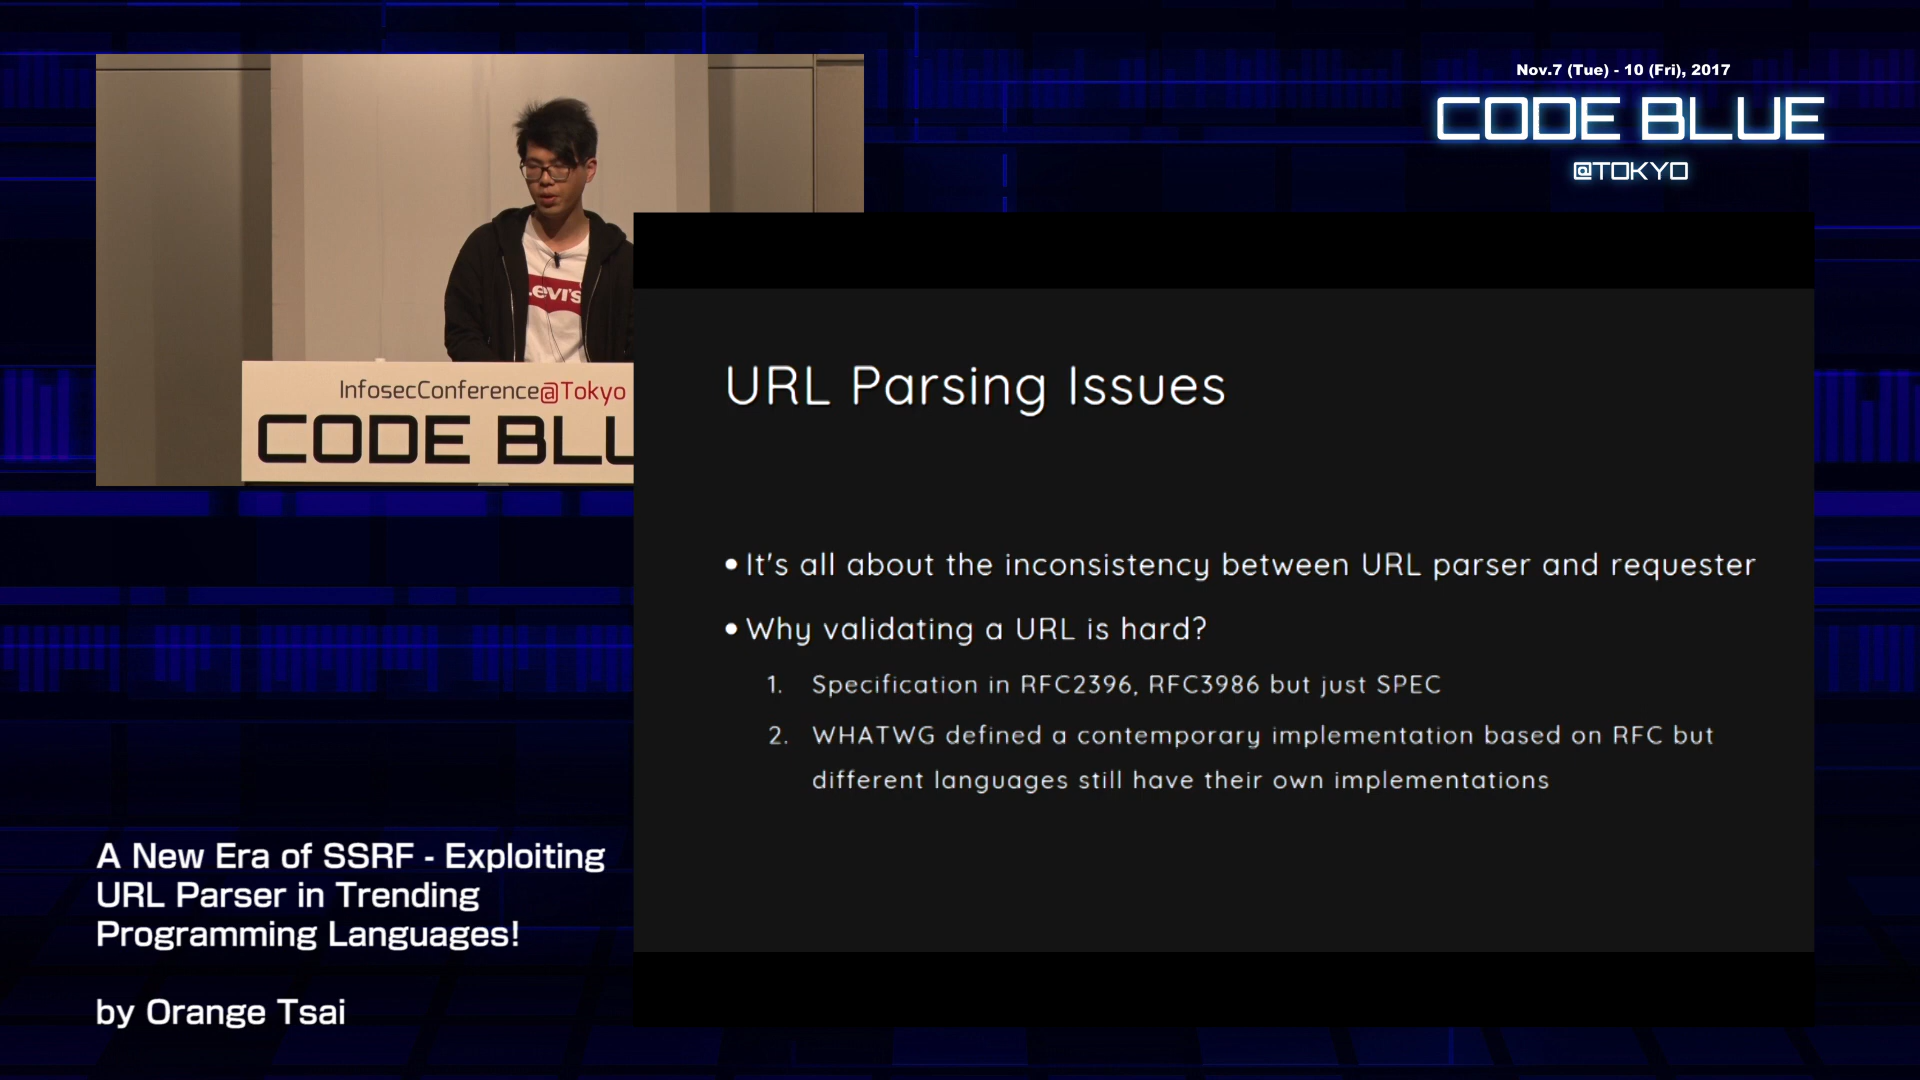 Nov.7 (Tue) - 10 (Fri), 2017
CODE BLUE
@TOKYO
LEVI'S
InfosecConference@Tokyo
CODE BLU
URL Parsing Issues
• It's all about the inconsistency between URL parser and requester
• Why validating a URL is hard?
1. Specification in RFC2396, RFC3986 but just SPEC
2. WHATWG defined a contemporary implementation based on RFC but
different languages still have their own implementations
A New Era of SSRF - Exploiting
URL Parser in Trending
Programming Languages!
by Orange Tsai